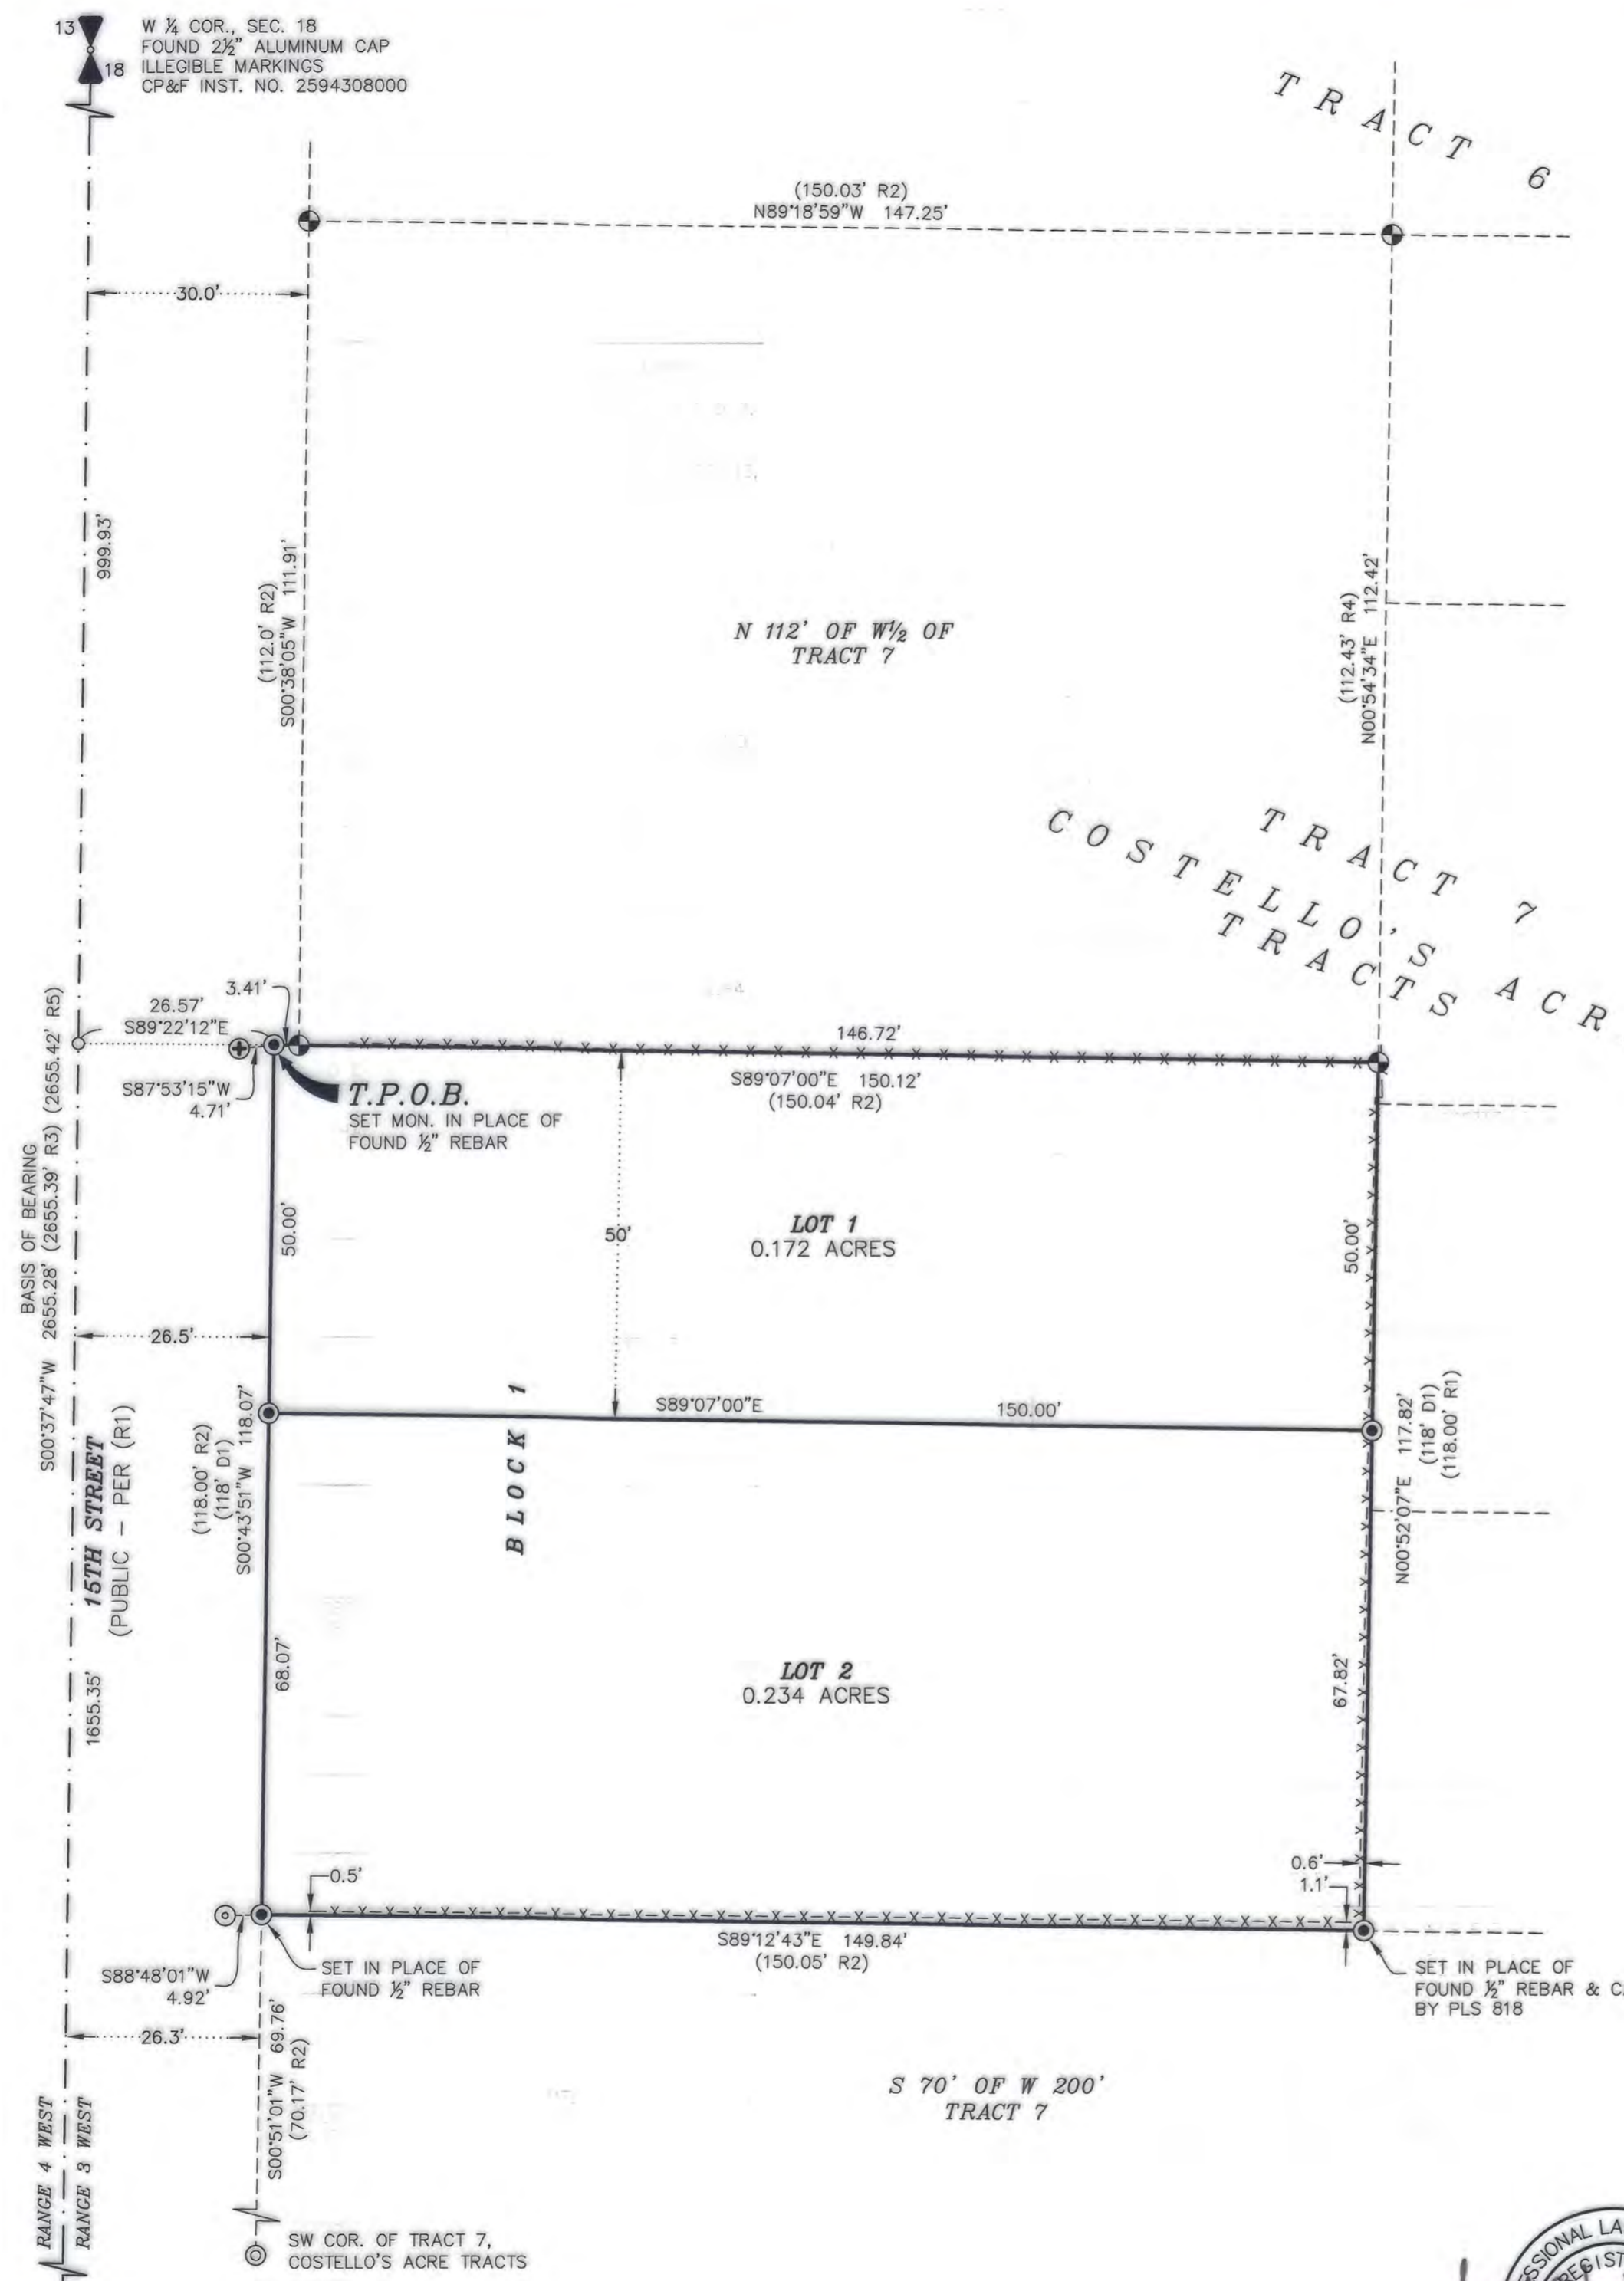 13
18
W ¼ COR., SEC. 18
FOUND 2½" ALUMINUM CAP
ILLEGIBLE MARKINGS
CP&F INST. NO. 2594308000
TRACT 6
(150.03' R2)
N89°18'59"W 147.25'
30.0'
999.93'
(112.0' R2)
S00°38'05"W 111.91'
N 112' OF W½ OF
TRACT 7
(112.43' R4)
N00°54'34"E 112.42'
TRACT 7
COSTELLO'S ACR
TRACTS
3.41'
26.57'
S89°22'12"E
S87°53'15"W
4.71'
146.72'
S89°07'00"E 150.12'
(150.04' R2)
T.P.O.B.
SET MON. IN PLACE OF
FOUND ½" REBAR
BASIS OF BEARING
S00°37'47"W 2655.28' (2655.39' R3) (2655.42' R5)
50.00'
50'
LOT 1
0.172 ACRES
50.00'
26.5'
S89°07'00"E 150.00'
BLOCK 1
15TH STREET
(PUBLIC – PER (R1)
(118.00' R2)
(118' D1)
S00°43'51"W 118.07'
N00°52'07"E 117.82'
(118' D1)
(118.00' R1)
1655.35'
68.07'
LOT 2
0.234 ACRES
67.82'
0.5'
0.6'
1.1'
S89°12'43"E 149.84'
(150.05' R2)
SET IN PLACE OF
FOUND ½" REBAR
S88°48'01"W
4.92'
SET IN PLACE OF
FOUND ½" REBAR & C
BY PLS 818
26.3'
S00°51'01"W 69.76'
(70.17' R2)
S 70' OF W 200'
TRACT 7
RANGE 4 WEST
RANGE 3 WEST
SW COR. OF TRACT 7,
COSTELLO'S ACRE TRACTS
SSIONAL LA
REGIST